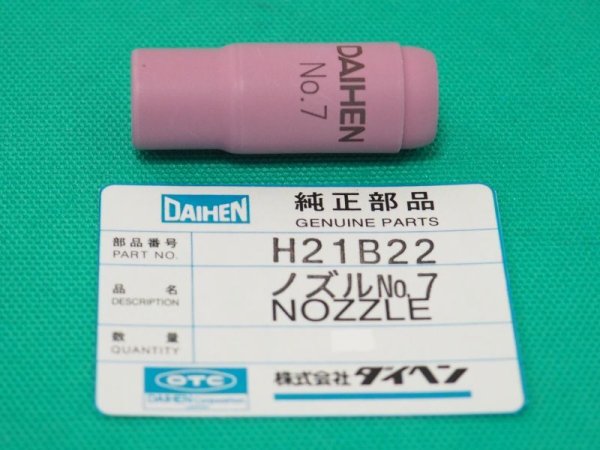 DAIHEN
No.7
DAIHEN
純正部品
GENUINE PARTS
部品番号
PART NO.
H21B22
品名
DESCRIPTION
ノズルNo.7
NOZZLE
数量
QUANTITY
OTC
DAIHEN Corporation
株式会社 ダイヘン